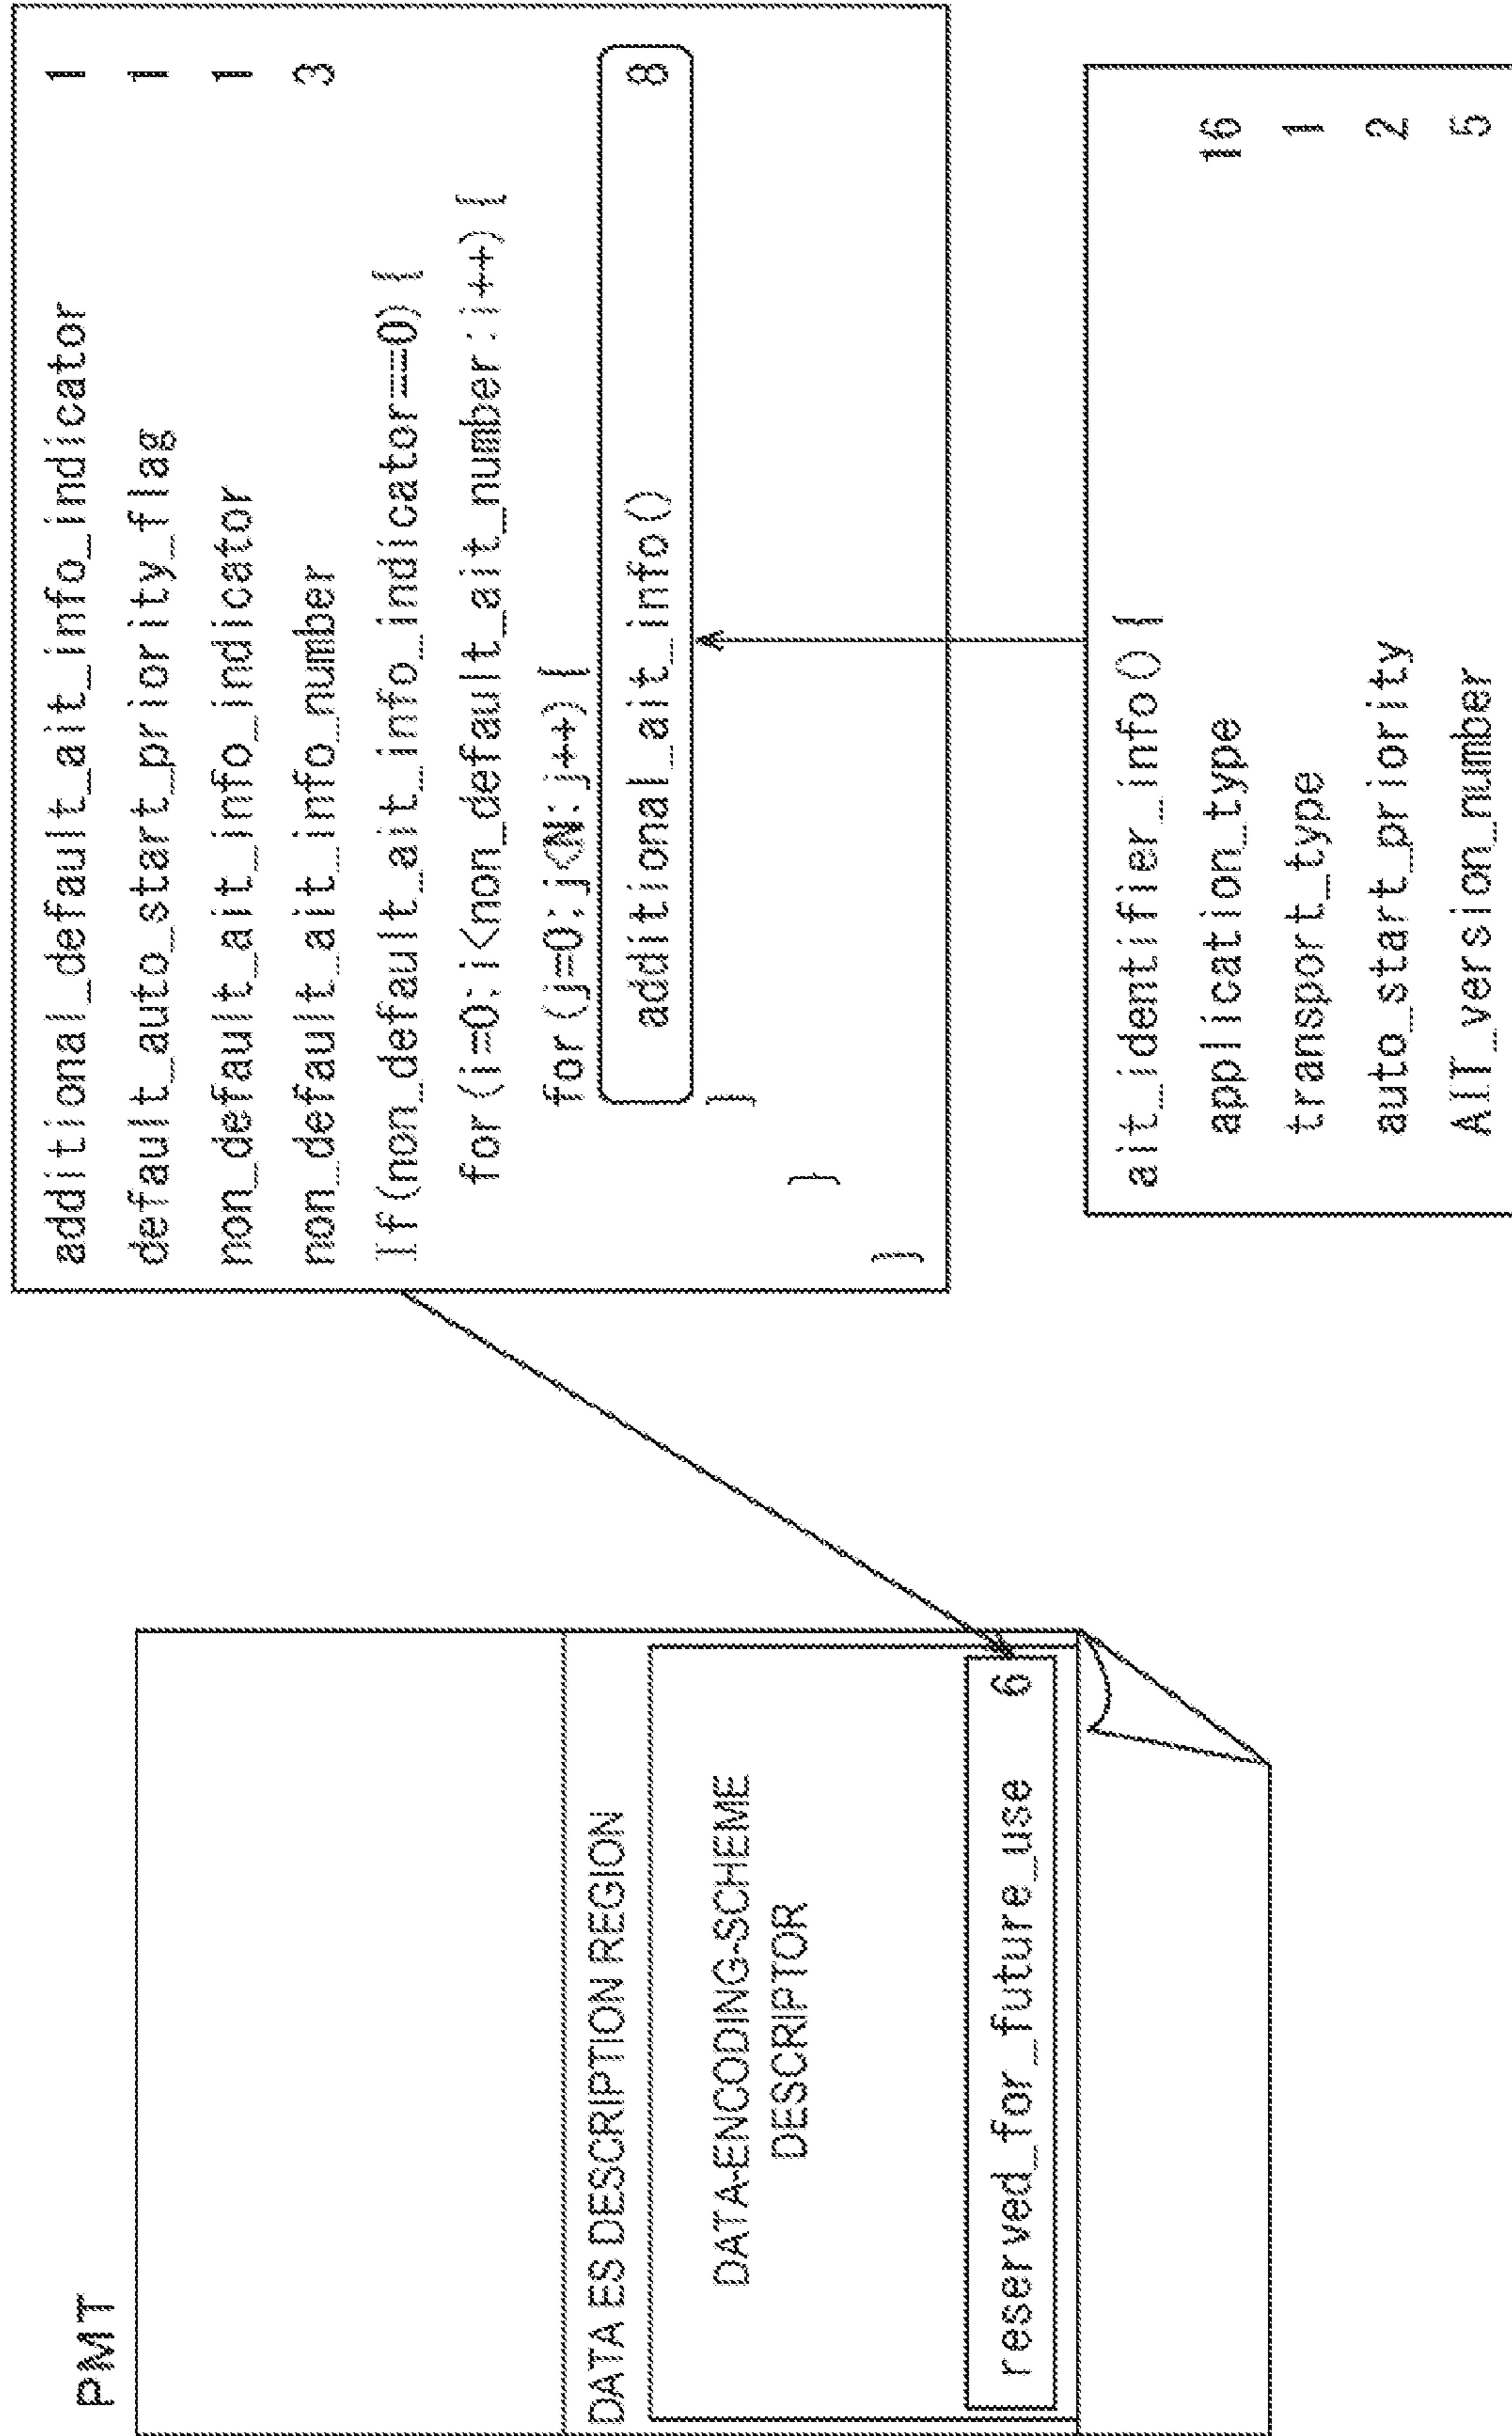 PMT
DATA ES DESCRIPTION REGION
DATA-ENCODING-SCHEME
DESCRIPTOR
reserved_for_future_use 6
additional_default_ait_info_indicator 1
default_auto_start_priority_flag 1
non_default_ait_info_indicator 1
non_default_ait_info_number 3
If(non_default_ait_info_indicator==0){
for(i=0;i<non_default_ait_number;i++){
for(j=0;j<N;j++){
additional_ait_info() 8
}
}
}
ait_identifier_info(){
application_type 16
transport_type 1
auto_start_priority 2
AIT_version_number 5